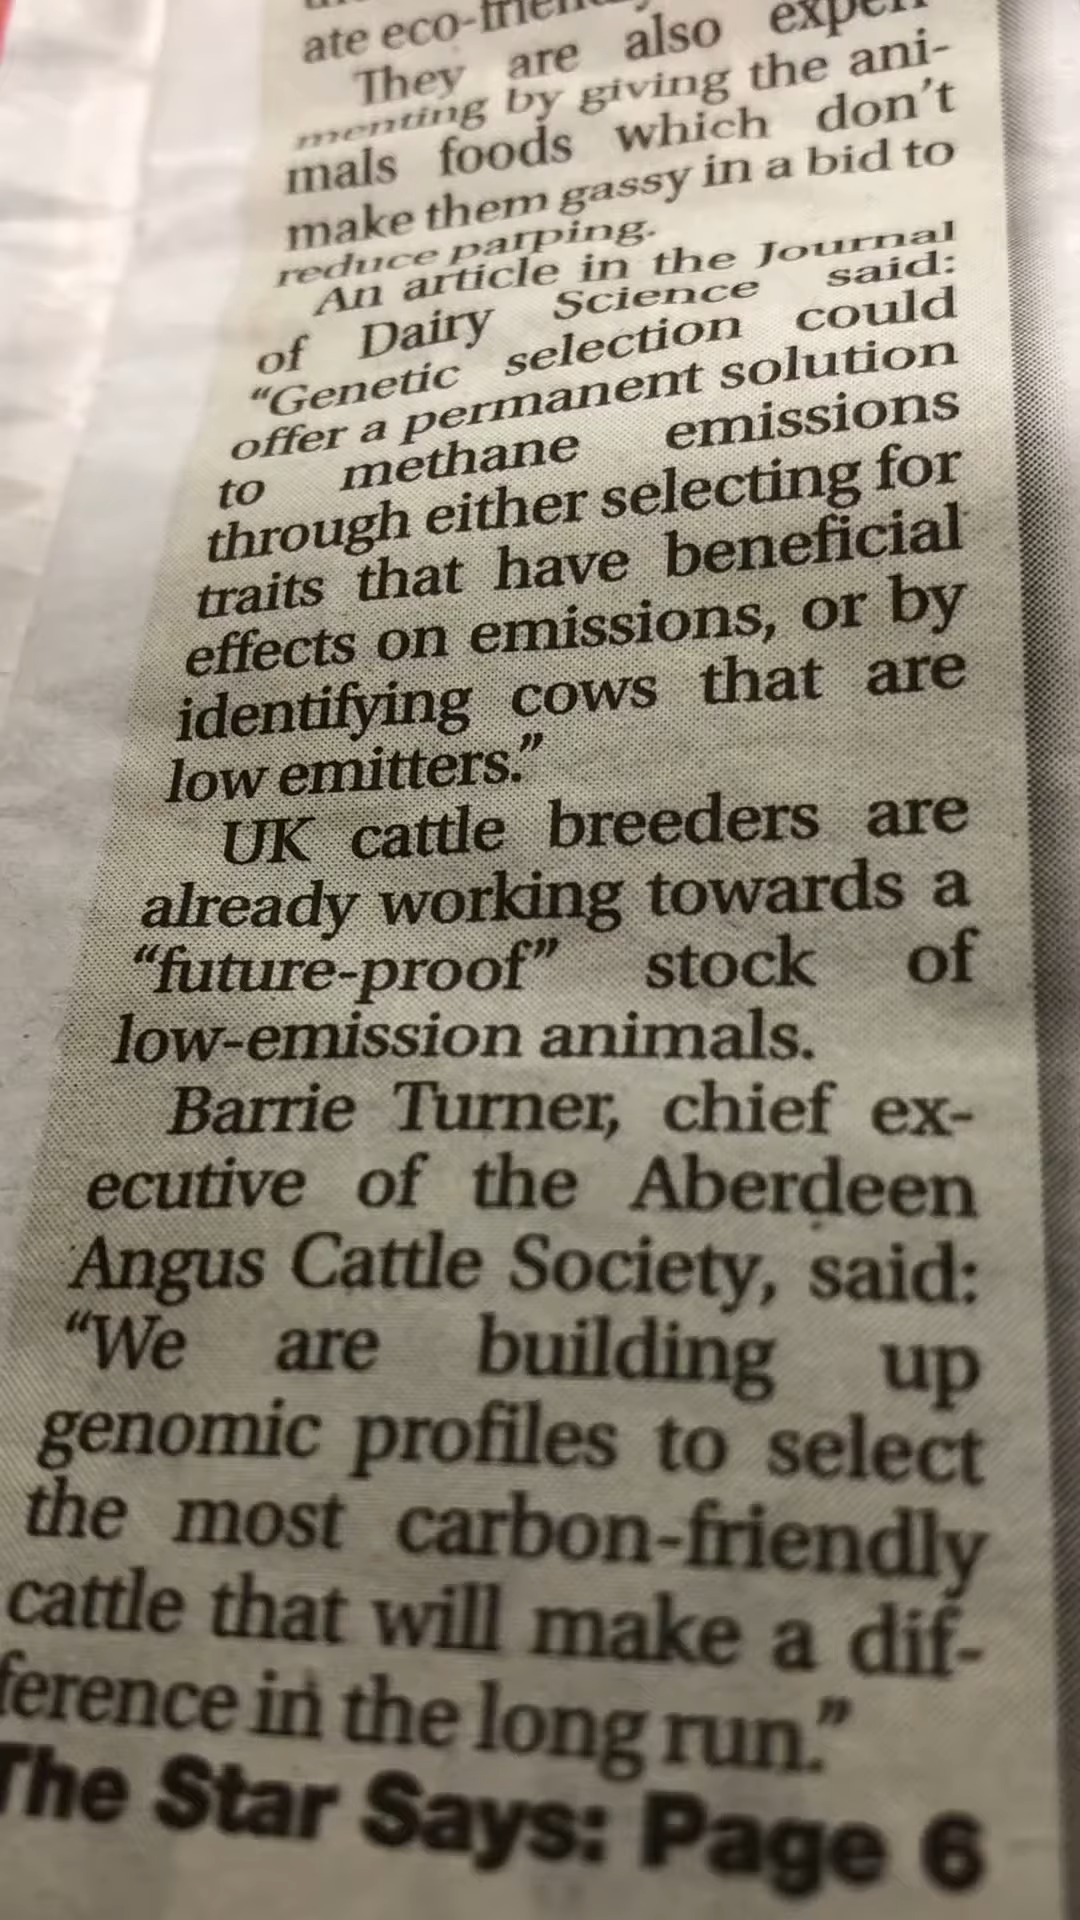 ate eco-friendly
They are also experi-
menting by giving the ani-
mals foods which don't
make them gassy in a bid to
reduce parping.
An article in the Journal
of Dairy Science said:
“Genetic selection could
offer a permanent solution
to methane emissions
through either selecting for
traits that have beneficial
effects on emissions, or by
identifying cows that are
low emitters.”
UK cattle breeders are
already working towards a
“future-proof” stock of
low-emission animals.
Barrie Turner, chief ex-
ecutive of the Aberdeen
Angus Cattle Society, said:
“We are building up
genomic profiles to select
the most carbon-friendly
cattle that will make a dif-
ference in the long run.”
The Star Says: Page 6